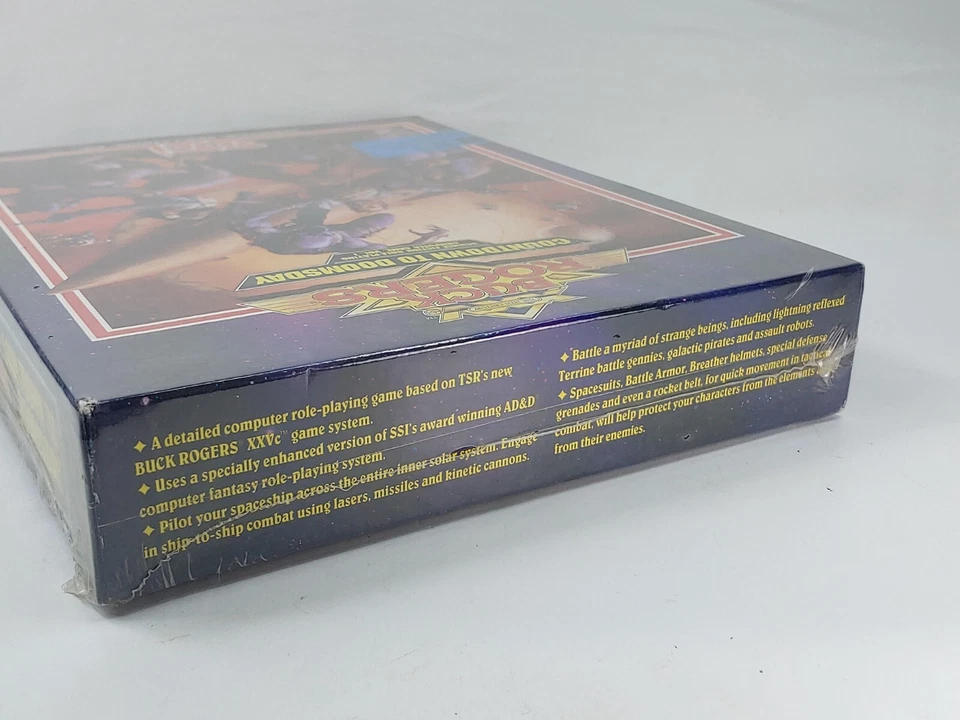 BUCK
ROGERS
COUNTDOWN TO DOOMSDAY
✦ A detailed computer role-playing game based on TSR's new
BUCK ROGERS XXVc™ game system.
✦ Uses a specially enhanced version of SSI's award winning AD&D
computer fantasy role-playing system.
✦ Pilot your spaceship across the entire inner solar system. Engage
in ship-to-ship combat using lasers, missiles and kinetic cannons.
✦ Battle a myriad of strange beings, including lightning reflexed
Terrine battle gennies, galactic pirates and assault robots.
✦ Spacesuits, Battle Armor, Breather helmets, special defense
grenades and even a rocket belt, for quick movement in tactical
combat, will help protect your characters from the elements
from their enemies.